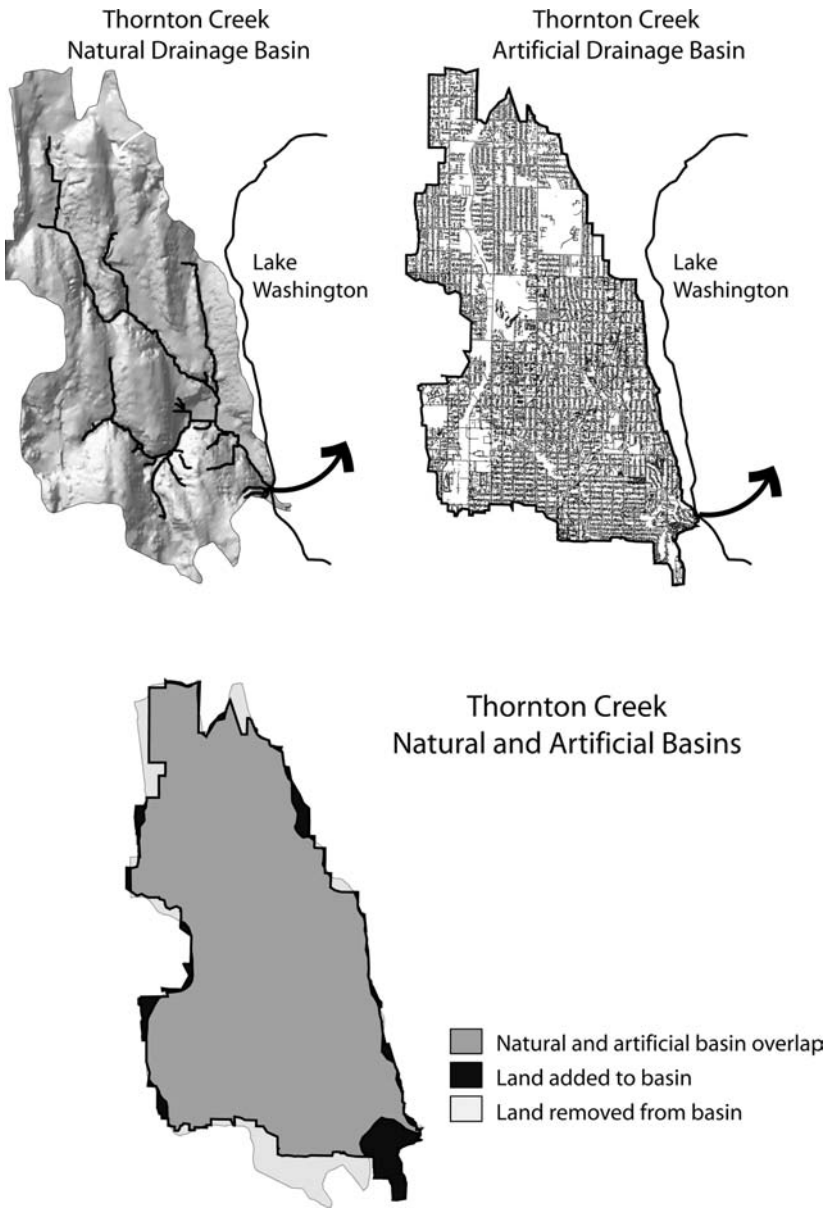 Thornton Creek
Natural Drainage Basin
Thornton Creek
Artificial Drainage Basin
Lake
Washington
Lake
Washington
Thornton Creek
Natural and Artificial Basins
Natural and artificial basin overlap
Land added to basin
Land removed from basin